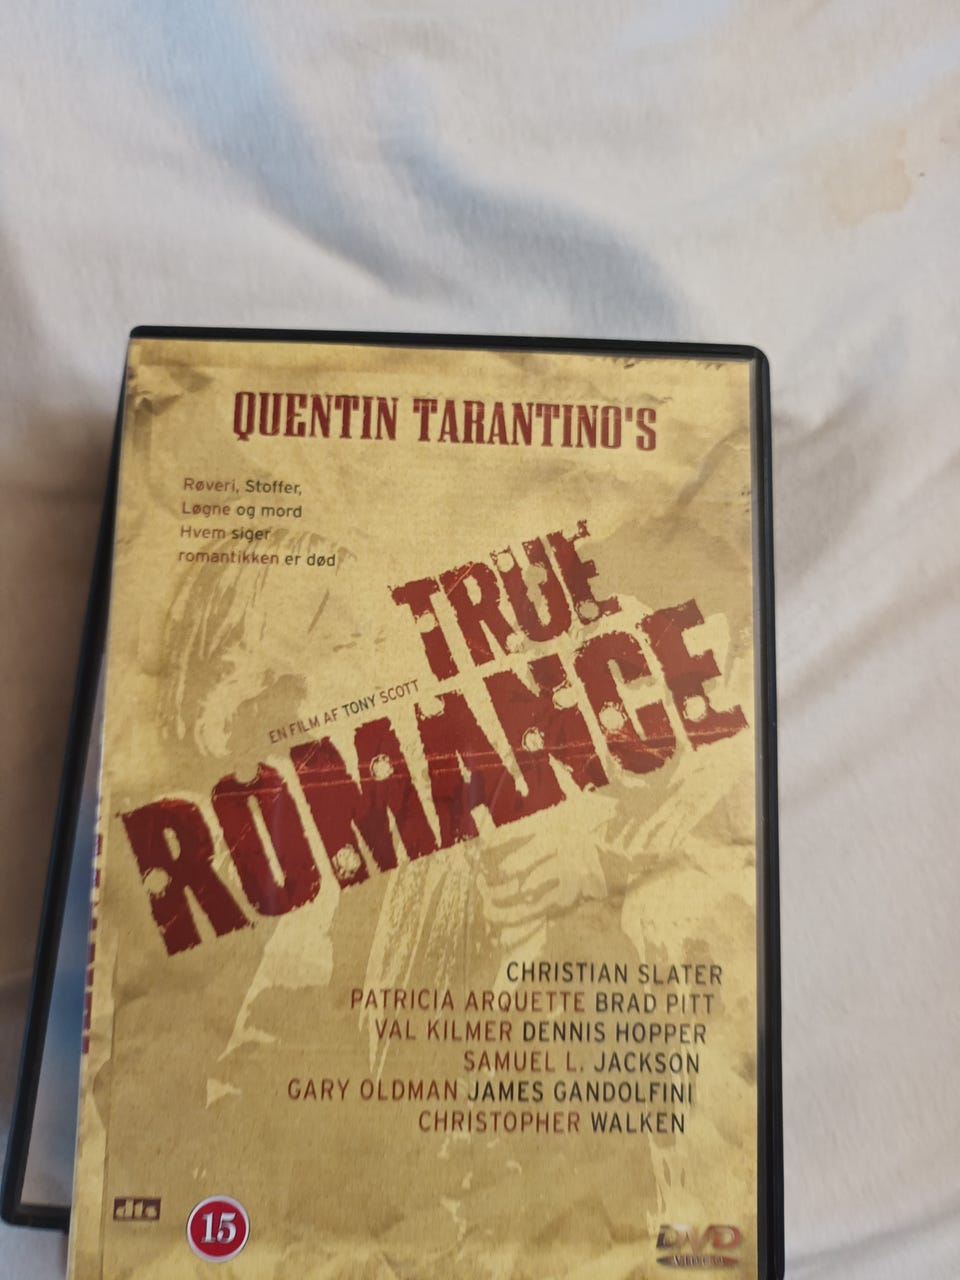 QUENTIN TARANTINO'S
Røveri, Stoffer,
Løgne og mord
Hvem siger
romantikken er død
TRUE
EN FILM AF TONY SCOTT
ROMANCE
CHRISTIAN SLATER
PATRICIA ARQUETTE BRAD PITT
VAL KILMER DENNIS HOPPER
SAMUEL L. JACKSON
GARY OLDMAN JAMES GANDOLFINI
CHRISTOPHER WALKEN
dts
15
DVD
VIDEO